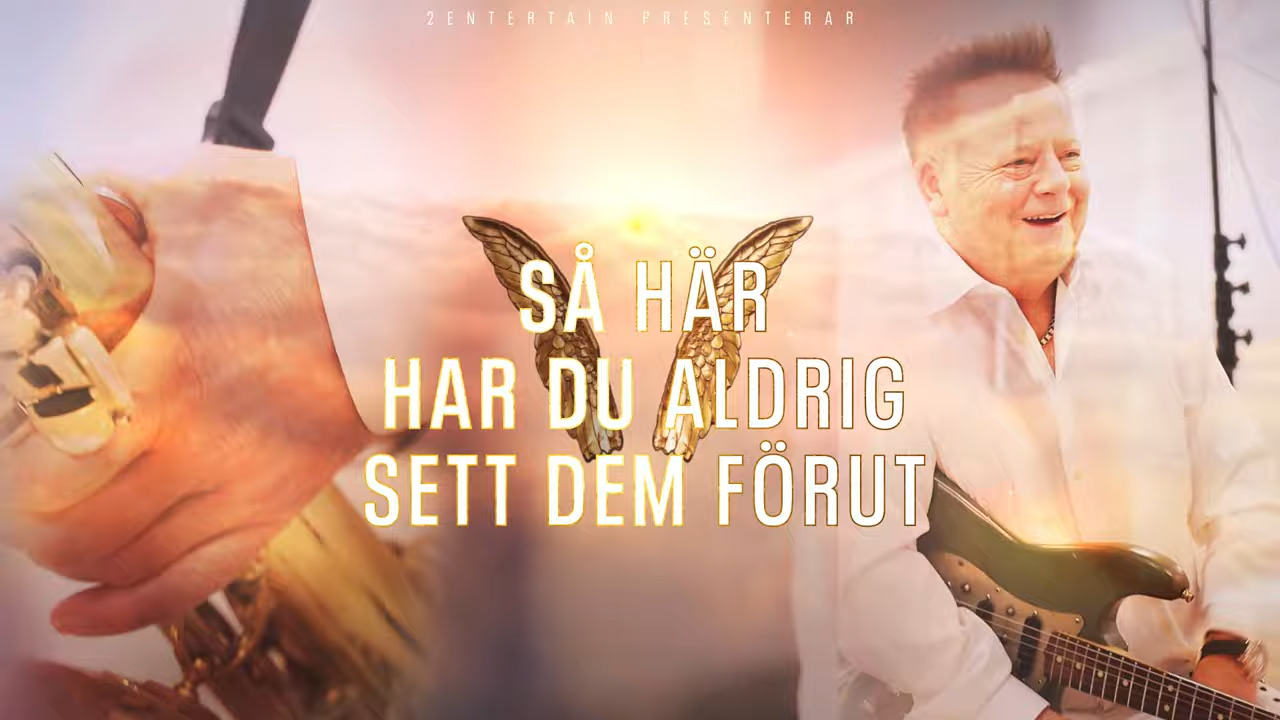 2ENTERTAIN PRESENTERAR
SÅ HÄR
HAR DU ALDRIG
SETT DEM FÖRUT